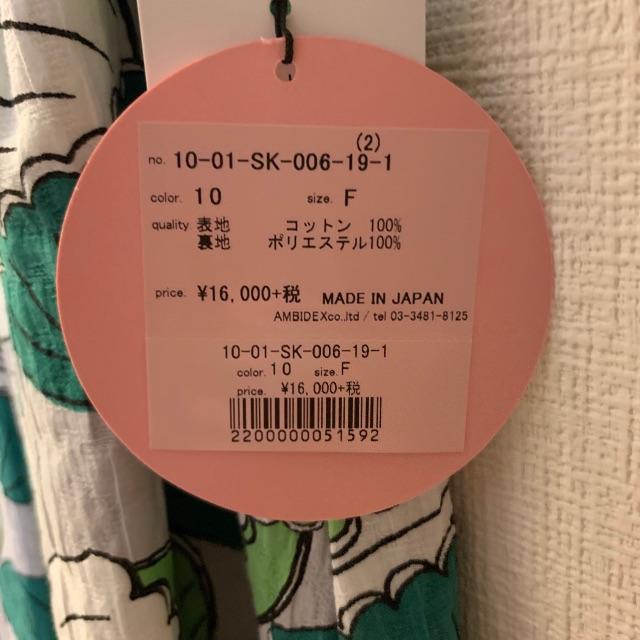 (2)
no. 10-01-SK-006-19-1
color. 10 size. F
quality. 表地 コットン 100%
裏地 ポリエステル100%
price. ¥16,000+税 MADE IN JAPAN
AMBIDEXco.,ltd / tel 03-3481-8125
10-01-SK-006-19-1
color. 10 size. F
price. ¥16,000+税
2200000051592